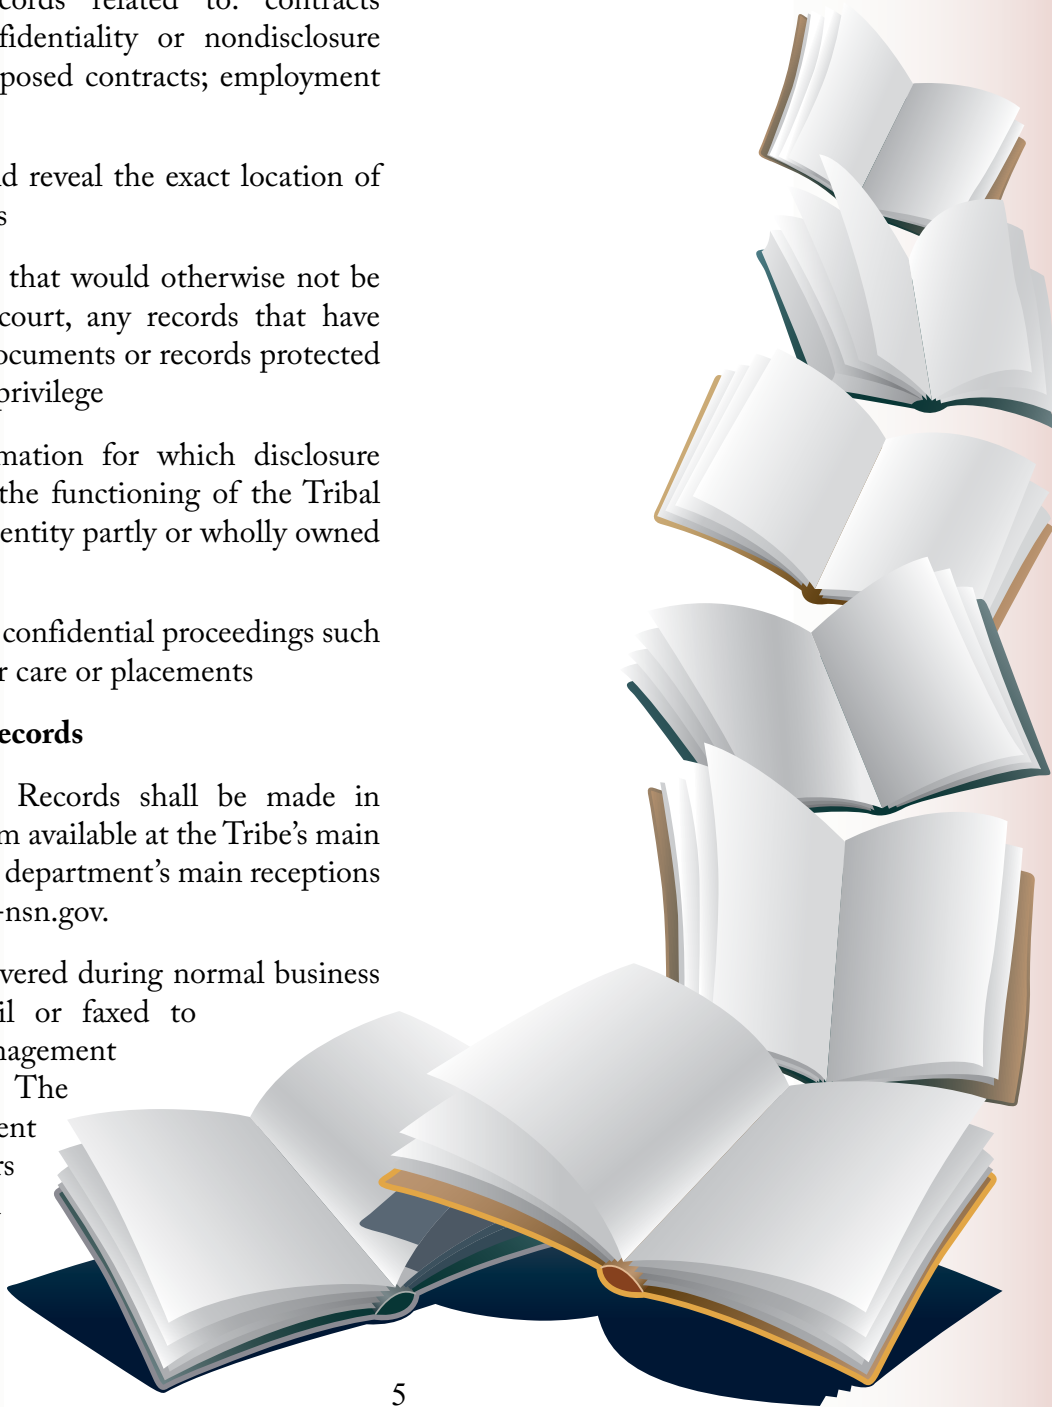 cords related to: contracts
fidentiality or nondisclosure
posed contracts; employment
d reveal the exact location of
s
that would otherwise not be
court, any records that have
ocuments or records protected
privilege
mation for which disclosure
the functioning of the Tribal
entity partly or wholly owned
confidential proceedings such
r care or placements
ecords
Records shall be made in
m available at the Tribe’s main
department’s main receptions
-nsn.gov.
vered during normal business
il or faxed to
nagement
The
ent
rs
5